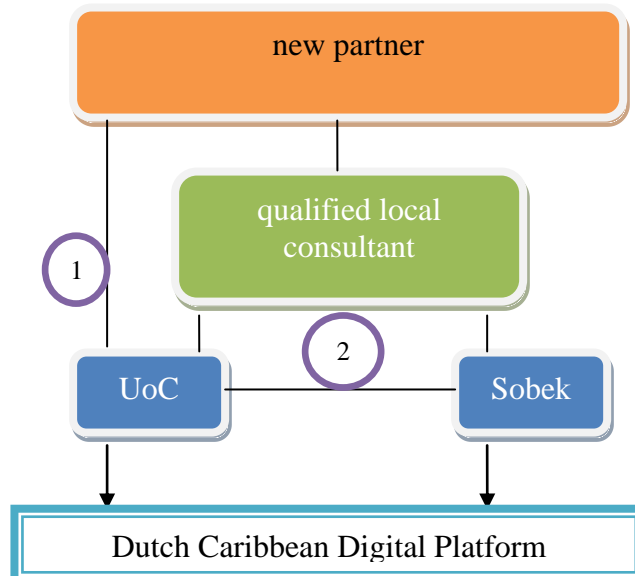 new partner
qualified local
consultant
1
2
UoC
Sobek
Dutch Caribbean Digital Platform